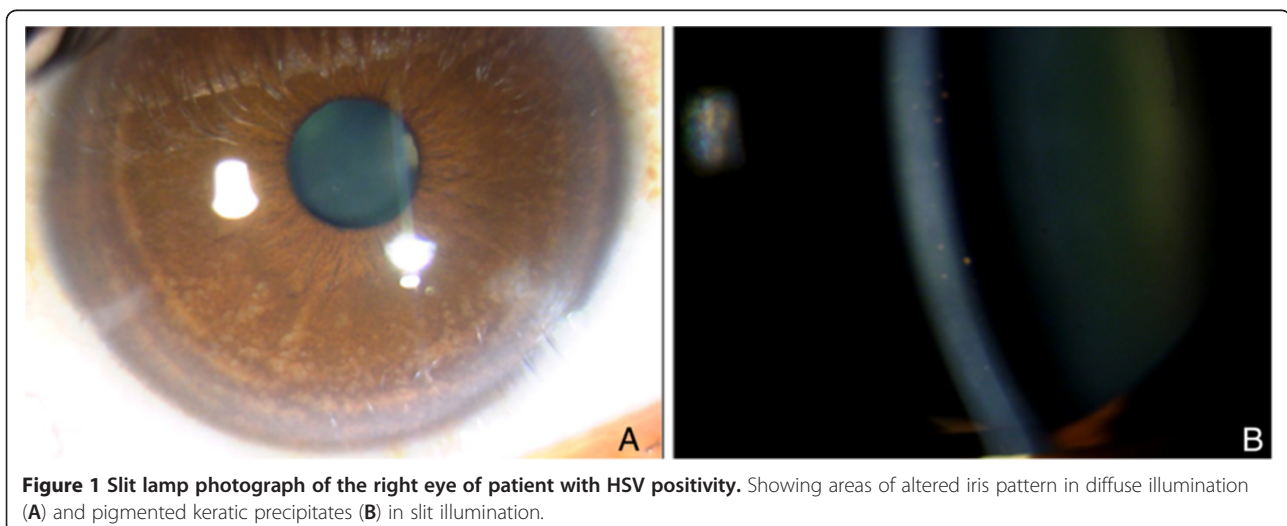 A
B
Figure 1 Slit lamp photograph of the right eye of patient with HSV positivity. Showing areas of altered iris pattern in diffuse illumination
(A) and pigmented keratic precipitates (B) in slit illumination.